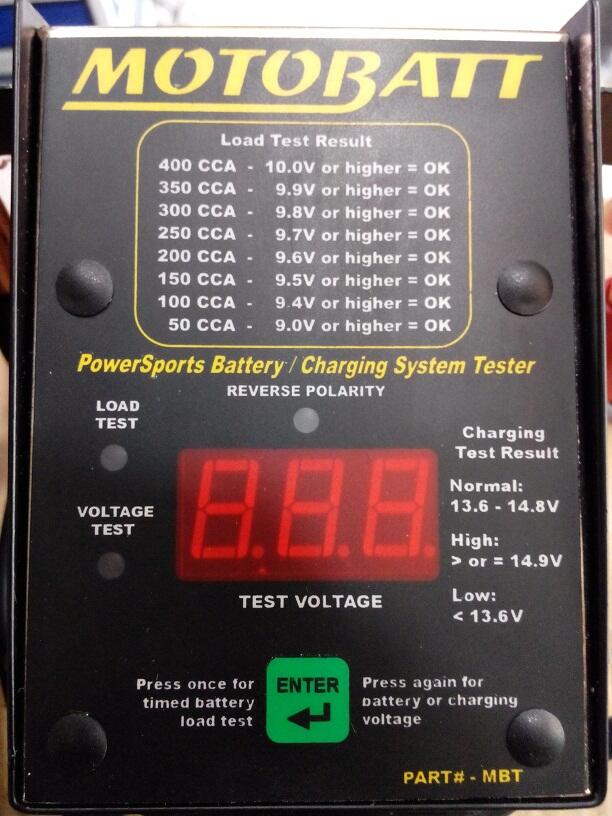 MOTOBATT
Load Test Result
400 CCA - 10.0V or higher = OK
350 CCA - 9.9V or higher = OK
300 CCA - 9.8V or higher = OK
250 CCA - 9.7V or higher = OK
200 CCA - 9.6V or higher = OK
150 CCA - 9.5V or higher = OK
100 CCA - 9.4V or higher = OK
50 CCA - 9.0V or higher = OK
PowerSports Battery / Charging System Tester
REVERSE POLARITY
LOAD
TEST
VOLTAGE
TEST
8.8.8.
TEST VOLTAGE
Charging
Test Result
Normal:
13.6 - 14.8V
High:
> or = 14.9V
Low:
< 13.6V
Press once for
timed battery
load test
ENTER
Press again for
battery or charging
voltage
PART# - MBT